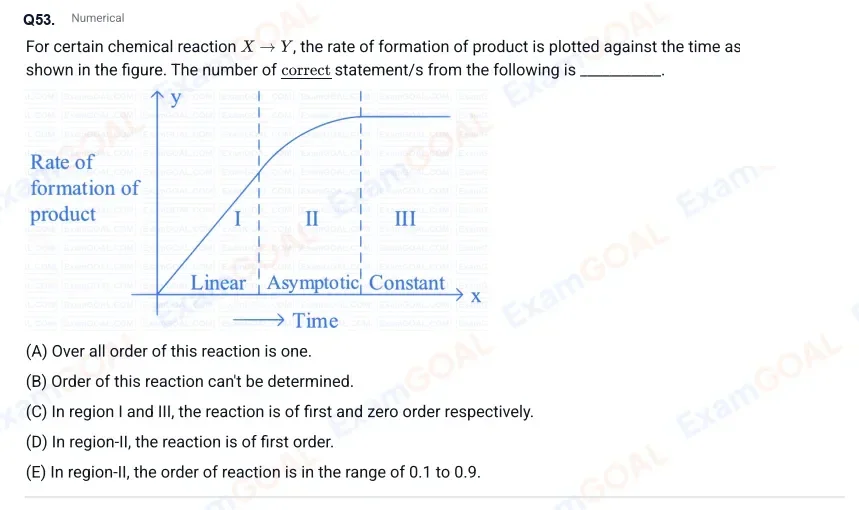 Q53. Numerical
For certain chemical reaction X → Y, the rate of formation of product is plotted against the time as
shown in the figure. The number of correct statement/s from the following is __________.
y
Rate of
formation of
product
I II III
Linear Asymptotic Constant
x
⟶ Time
(A) Over all order of this reaction is one.
(B) Order of this reaction can't be determined.
(C) In region I and III, the reaction is of first and zero order respectively.
(D) In region-II, the reaction is of first order.
(E) In region-II, the order of reaction is in the range of 0.1 to 0.9.
ExamGOAL